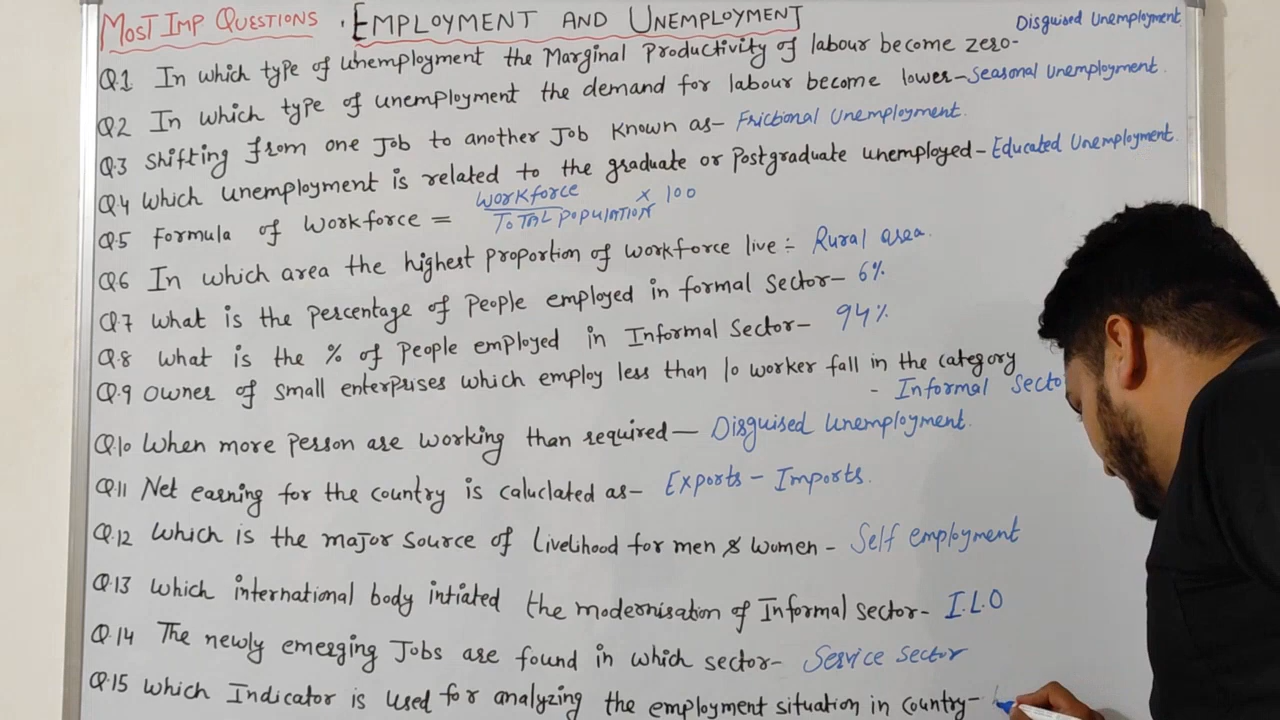 MOST IMP QUESTIONS . EMPLOYMENT AND UNEMPLOYMENT
Disguised Unemployment
Q.1 In which type of unemployment the Marginal Productivity of labour become zero-
Q.2 In which type of unemployment the demand for labour become lower- Seasonal Unemployment.
Q.3 Shifting from one Job to another Job known as- Frictional Unemployment.
Q.4 Which unemployment is related to the graduate or Postgraduate unemployed- Educated Unemployment.
Q.5 Formula of Workforce = Workforce / TOTAL POPULATION X 100
Q.6 In which area the highest proportion of workforce live:- Rural area.
Q.7 What is the percentage of People employed in formal Sector- 6%
Q.8 What is the % of People employed in Informal Sector- 94%
Q.9 Owner of small enterprises which employ less than 10 worker fall in the category
- Informal Secto
Q.10 When more person are working than required- Disguised Unemployment.
Q.11 Net earning for the country is caluclated as- Exports - Imports.
Q.12 Which is the major source of livelihood for men & women - Self employment
Q.13 Which international body intiated the modernisation of Informal sector- I.L.O
Q.14 The newly emerging Jobs are found in which sector- Service sector
Q.15 Which Indicator is used for analyzing the employment situation in country-